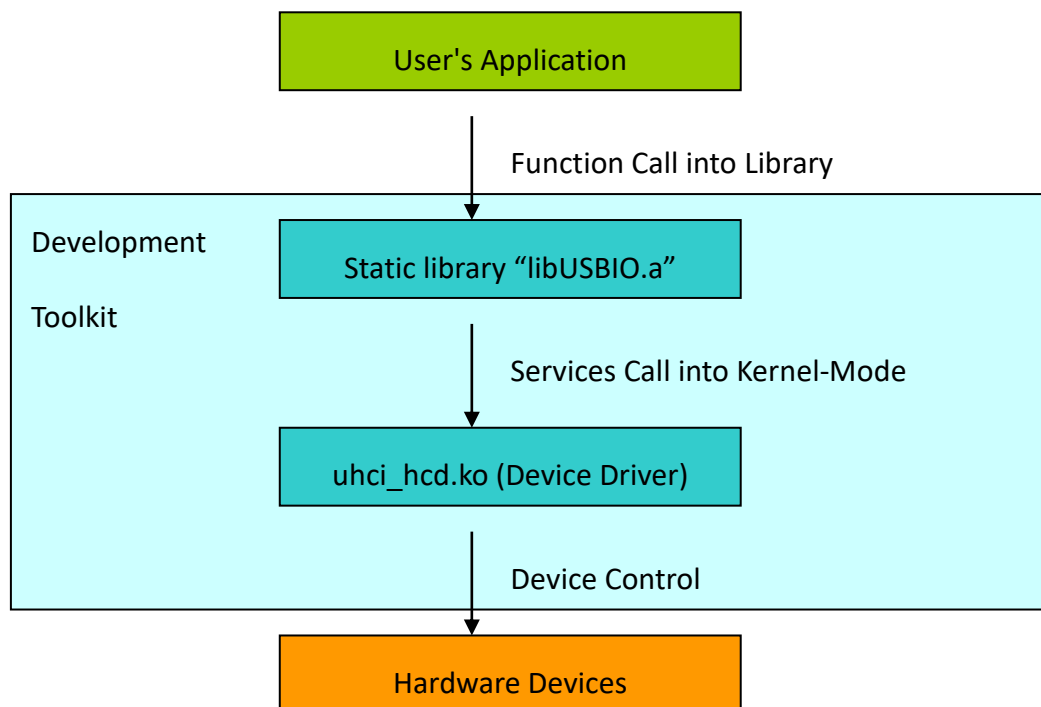 User's Application
Function Call into Library
Development
Static library “libUSBIO.a”
Toolkit
Services Call into Kernel-Mode
uhci_hcd.ko (Device Driver)
Device Control
Hardware Devices